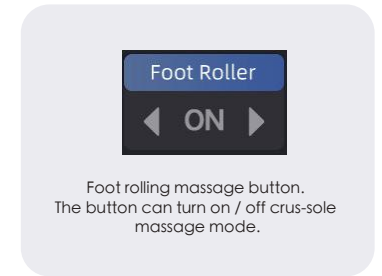 Foot Roller
ON
Foot rolling massage button.
The button can turn on / off crus-sole
massage mode.